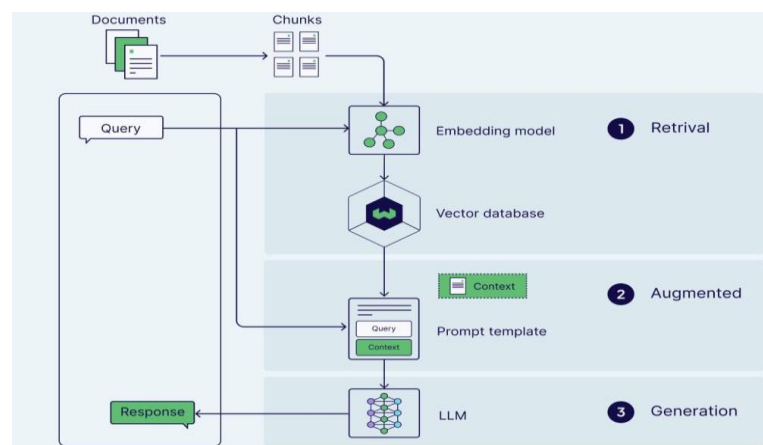 Documents
Chunks
Query
Embedding model
1 Retrival
Vector database
Context
2 Augmented
Query
Context
Prompt template
Response
LLM
3 Generation